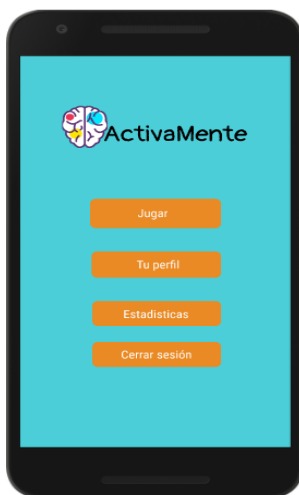 ActivaMente
Jugar
Tu perfil
Estadisticas
Cerrar sesión